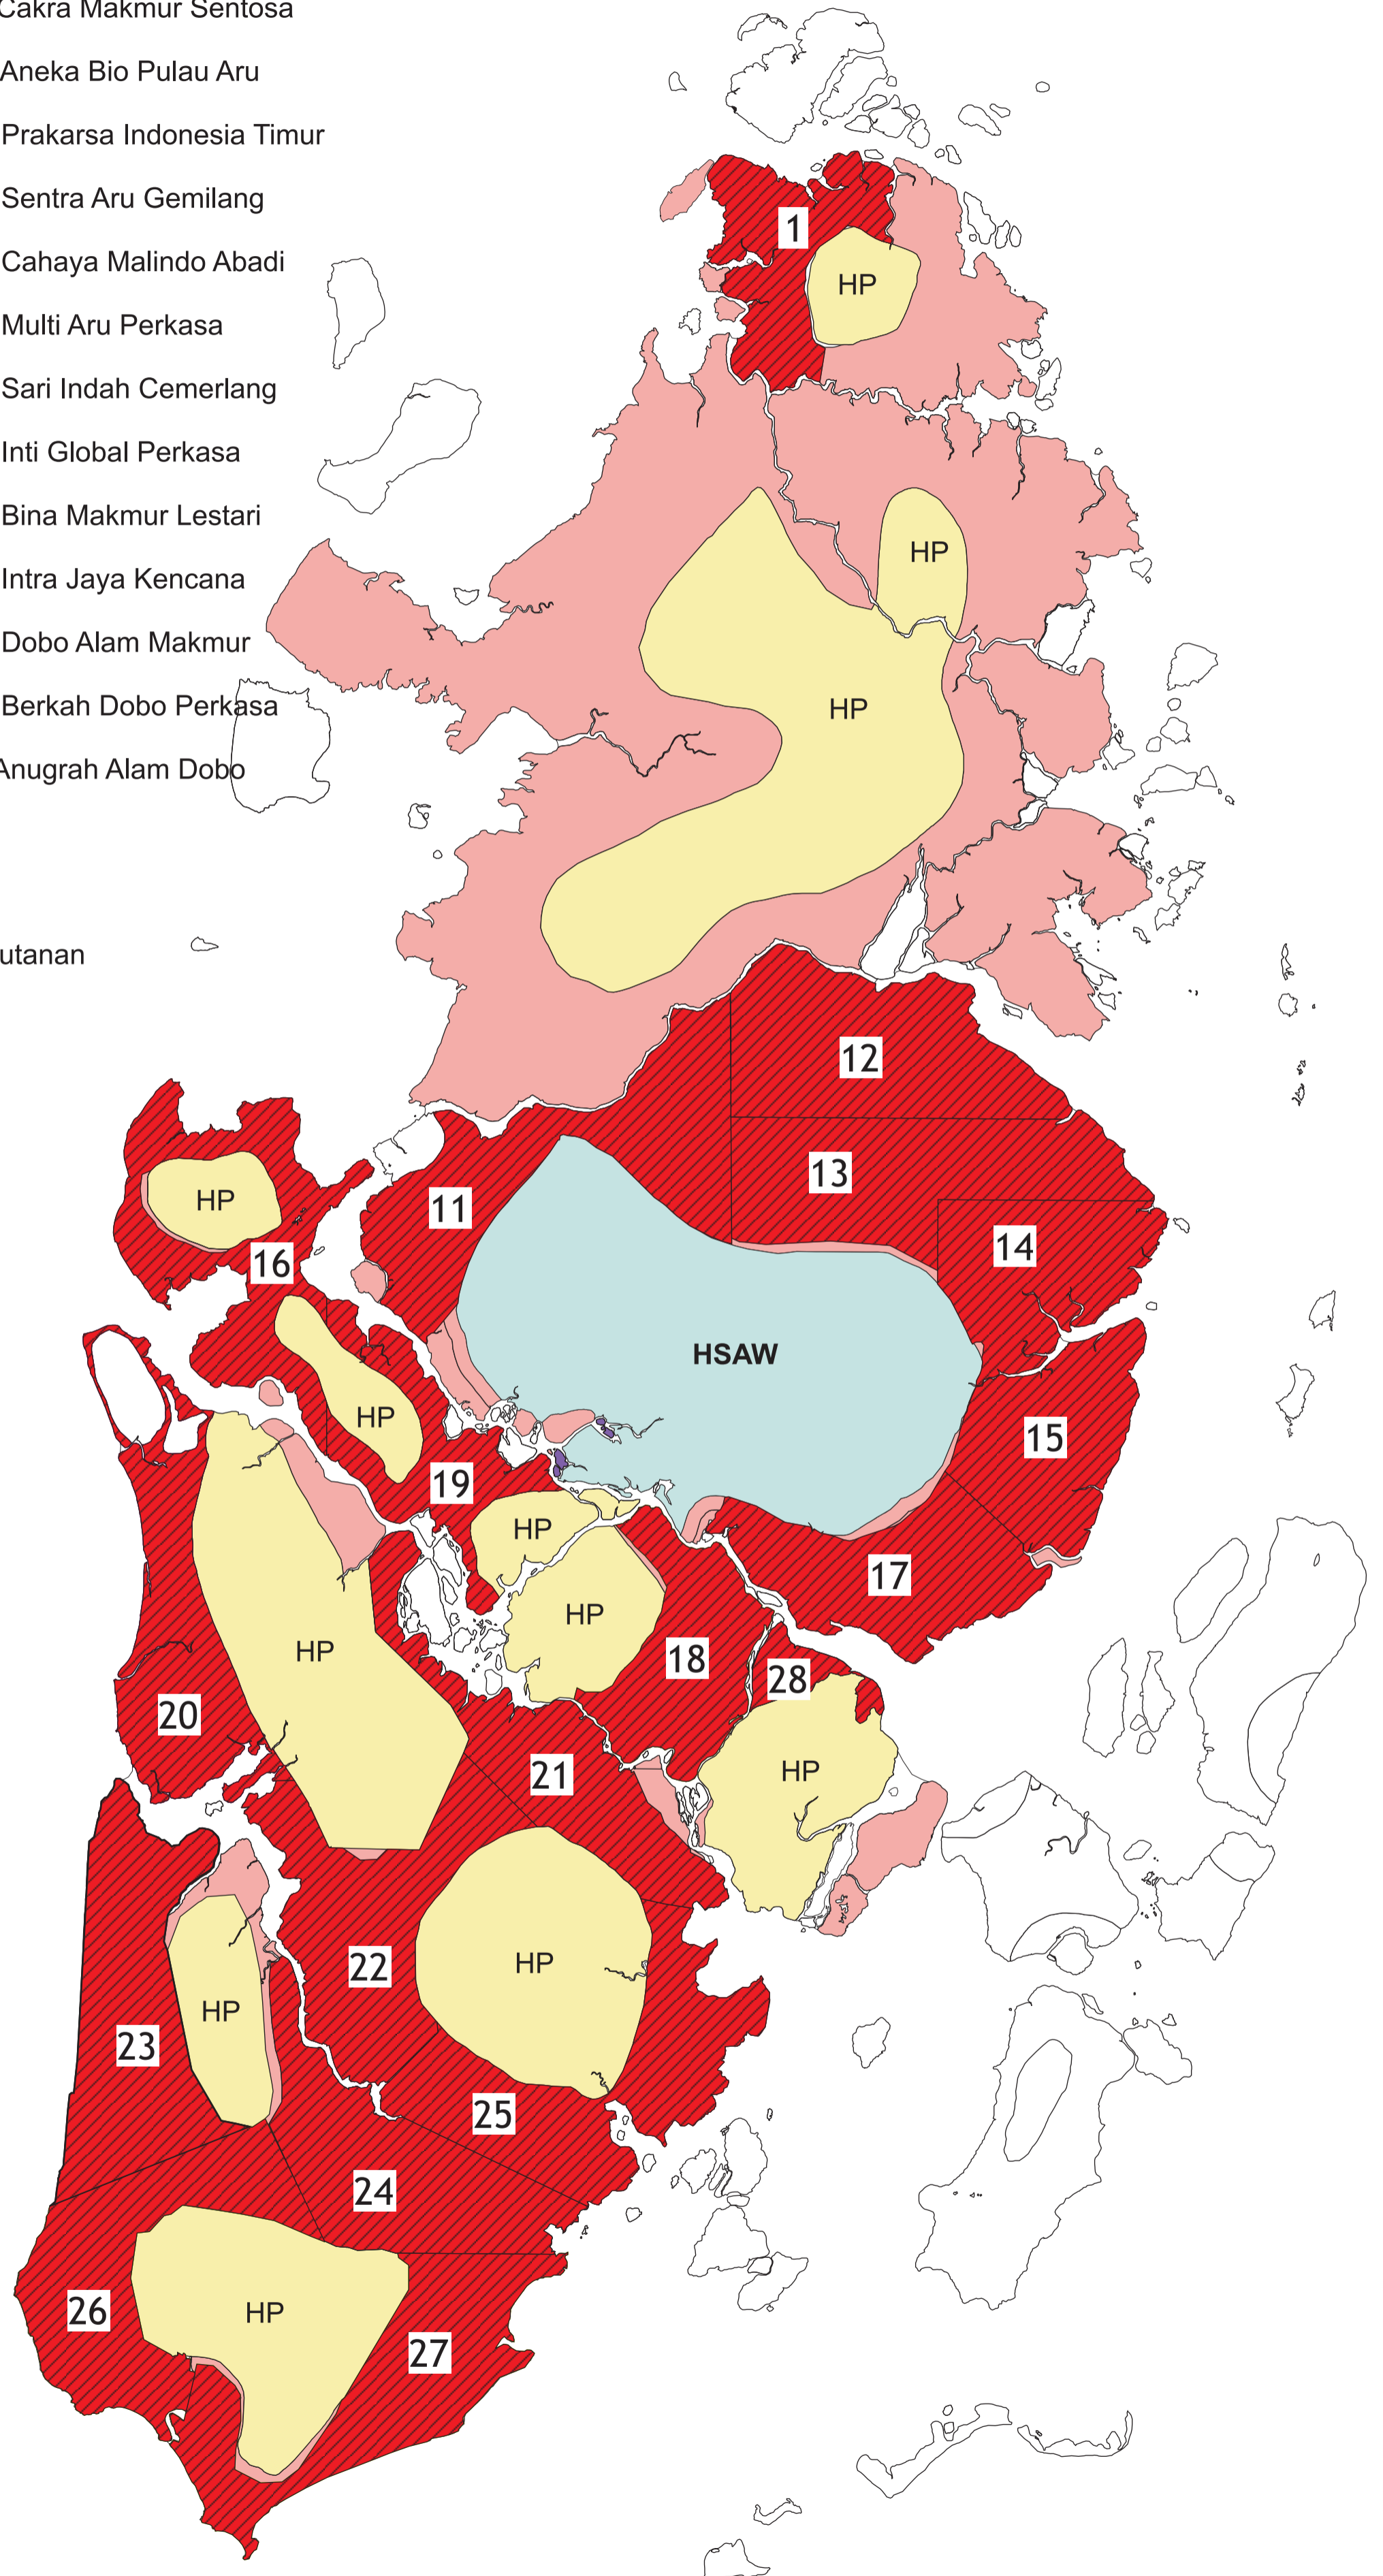 Cakra Makmur Sentosa
Aneka Bio Pulau Aru
Prakarsa Indonesia Timur
Sentra Aru Gemilang
Cahaya Malindo Abadi
Multi Aru Perkasa
Sari Indah Cemerlang
Inti Global Perkasa
Bina Makmur Lestari
Intra Jaya Kencana
Dobo Alam Makmur
Berkah Dobo Perkasa
Anugrah Alam Dobo
utanan
1
HP
HP
HP
12
13
11
HP
14
16
HSAW
HP
15
19
HP
17
HP
HP
18
28
20
HP
21
HP
22
HP
23
25
24
26
HP
27